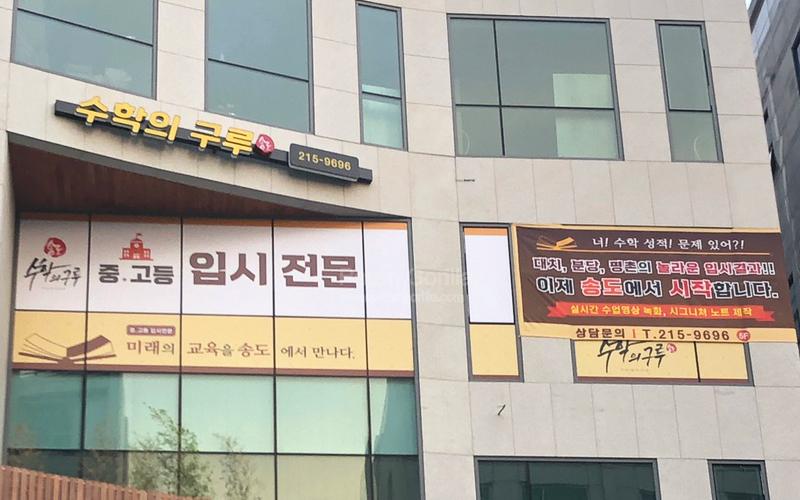 수학의 구루
215-9696
수학의구루
중·고등 입시 전문
중, 고등 입시전문
미래의 교육을 송도 에서 만나다.
너! 수학 성적! 문제 있어?!
대치, 분당, 평촌의 놀라운 입시결과!!
이제 송도에서 시작합니다.
실시간 수업영상 녹화, 시그니처 노트 제작
상담문의 | T.215-9696 6F
수학의구루